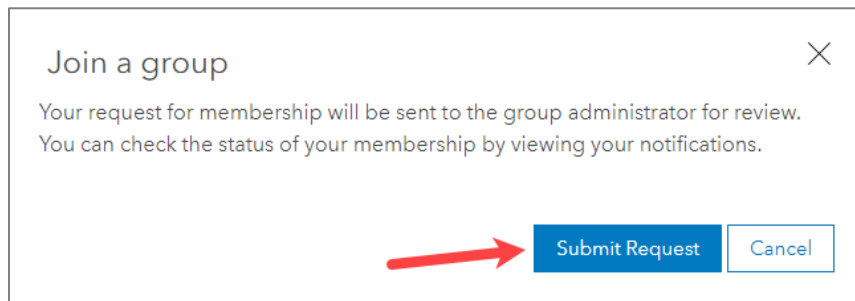 Join a group
Your request for membership will be sent to the group administrator for review.
You can check the status of your membership by viewing your notifications.
Submit Request
Cancel